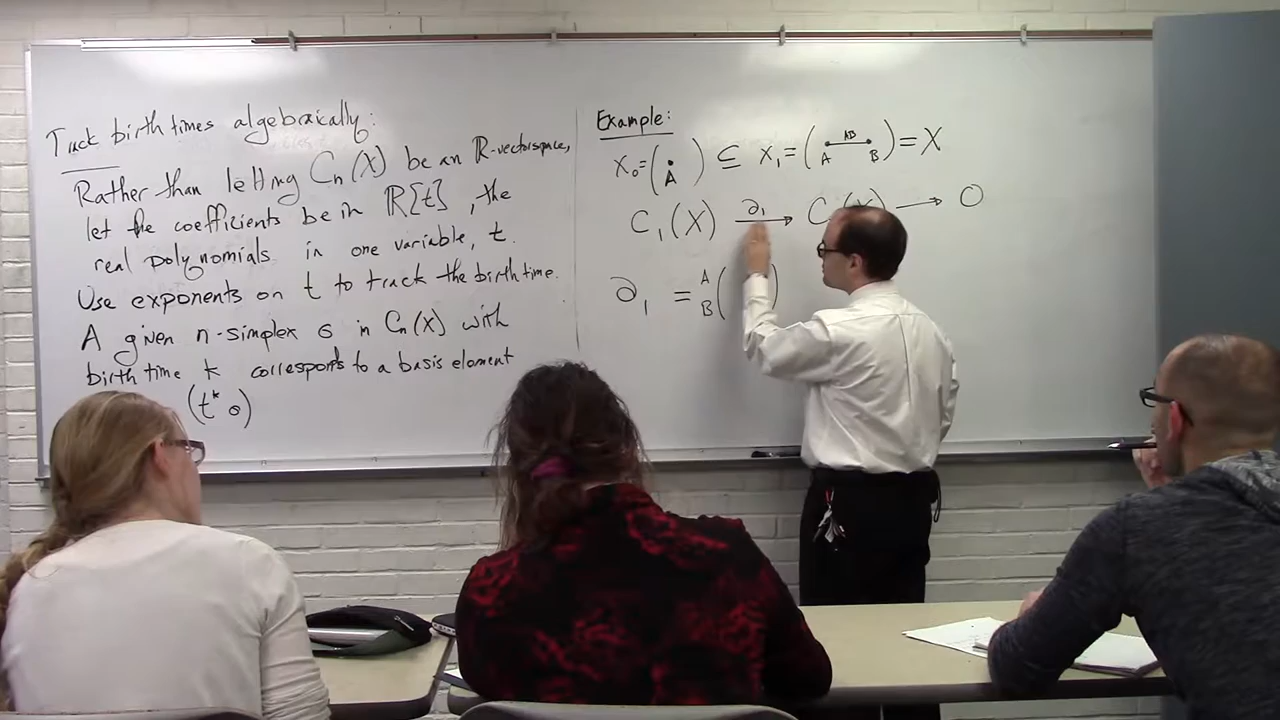 Track birth times algebraically:
Rather than letting Cn(X) be an R-vectorspace,
let the coefficients be in ℝ[t], the
real polynomials in one variable, t.
Use exponents on t to track the birth time.
A given n-simplex σ in Cn(X) with
birth time k corresponds to a basis element
(t^k σ)
Example:
X₀=(• A) ⊆ X₁=(A AB B)=X
C₁(X) ∂₁→ C (X) → 0
∂₁ = A B (